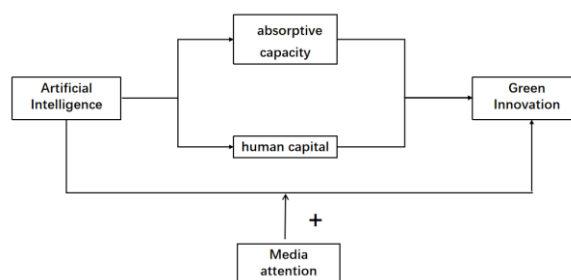 absorptive
capacity
Artificial
Intelligence
Green
Innovation
human capital
+
Media
attention